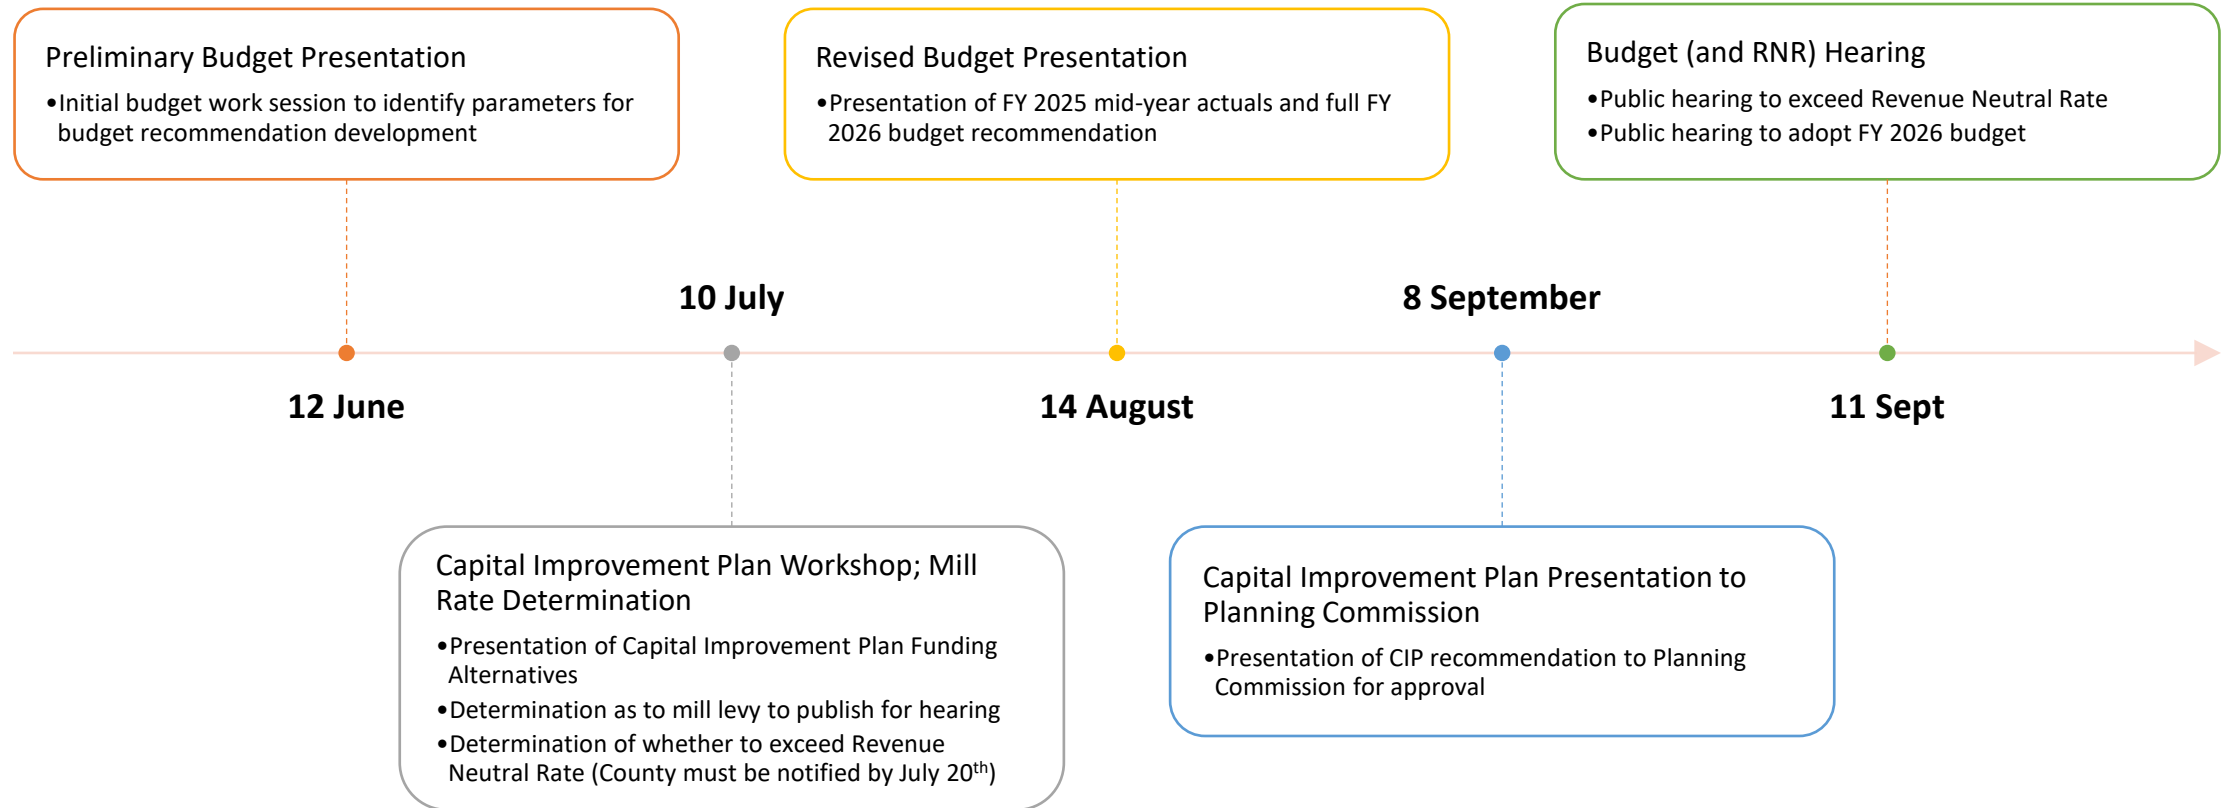 Preliminary Budget Presentation
•Initial budget work session to identify parameters for
budget recommendation development
Revised Budget Presentation
•Presentation of FY 2025 mid-year actuals and full FY
2026 budget recommendation
Budget (and RNR) Hearing
•Public hearing to exceed Revenue Neutral Rate
•Public hearing to adopt FY 2026 budget
10 July
8 September
12 June
14 August
11 Sept
Capital Improvement Plan Workshop; Mill
Rate Determination
•Presentation of Capital Improvement Plan Funding
Alternatives
•Determination as to mill levy to publish for hearing
•Determination of whether to exceed Revenue
Neutral Rate (County must be notified by July 20th)
Capital Improvement Plan Presentation to
Planning Commission
•Presentation of CIP recommendation to Planning
Commission for approval